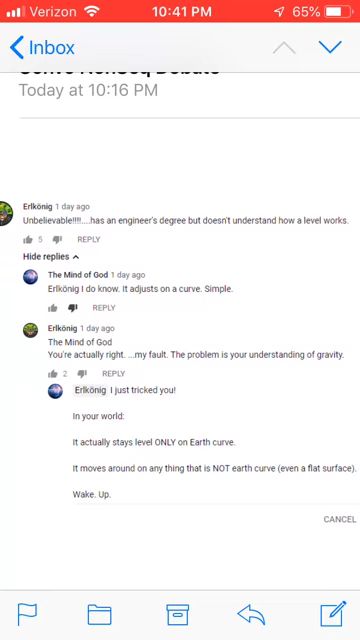 Verizon 10:41 PM 65%
Inbox
Today at 10:16 PM
Erlkönig 1 day ago
Unbelievable!!!!....has an engineer's degree but doesn't understand how a level works.
5 REPLY
Hide replies
The Mind of God 1 day ago
Erlkönig I do know. It adjusts on a curve. Simple.
REPLY
Erlkönig 1 day ago
The Mind of God
You're actually right. ...my fault. The problem is your understanding of gravity.
2 REPLY
Erlkönig I just tricked you!
In your world:
It actually stays level ONLY on Earth curve.
It moves around on any thing that is NOT earth curve (even a flat surface).
Wake. Up.
CANCEL